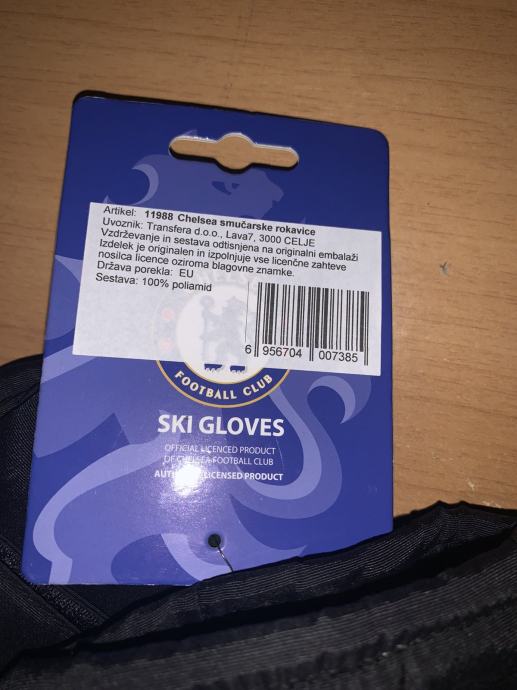 Artikel: 11988 Chelsea smučarske rokavice
Uvoznik: Transfera d.o.o., Lava7, 3000 CELJE
Vzdrževanje in sestava odtisnjena na originalni embalaži
Izdelek je originalen in izpolnjuje vse licenčne zahteve
nosilca licence oziroma blagovne znamke.
Država porekla: EU
Sestava: 100% poliamid
6 956704 007385
FOOTBALL CLUB
SKI GLOVES
OFFICIAL LICENCED PRODUCT
OF CHELSEA FOOTBALL CLUB
LICENSED PRODUCT